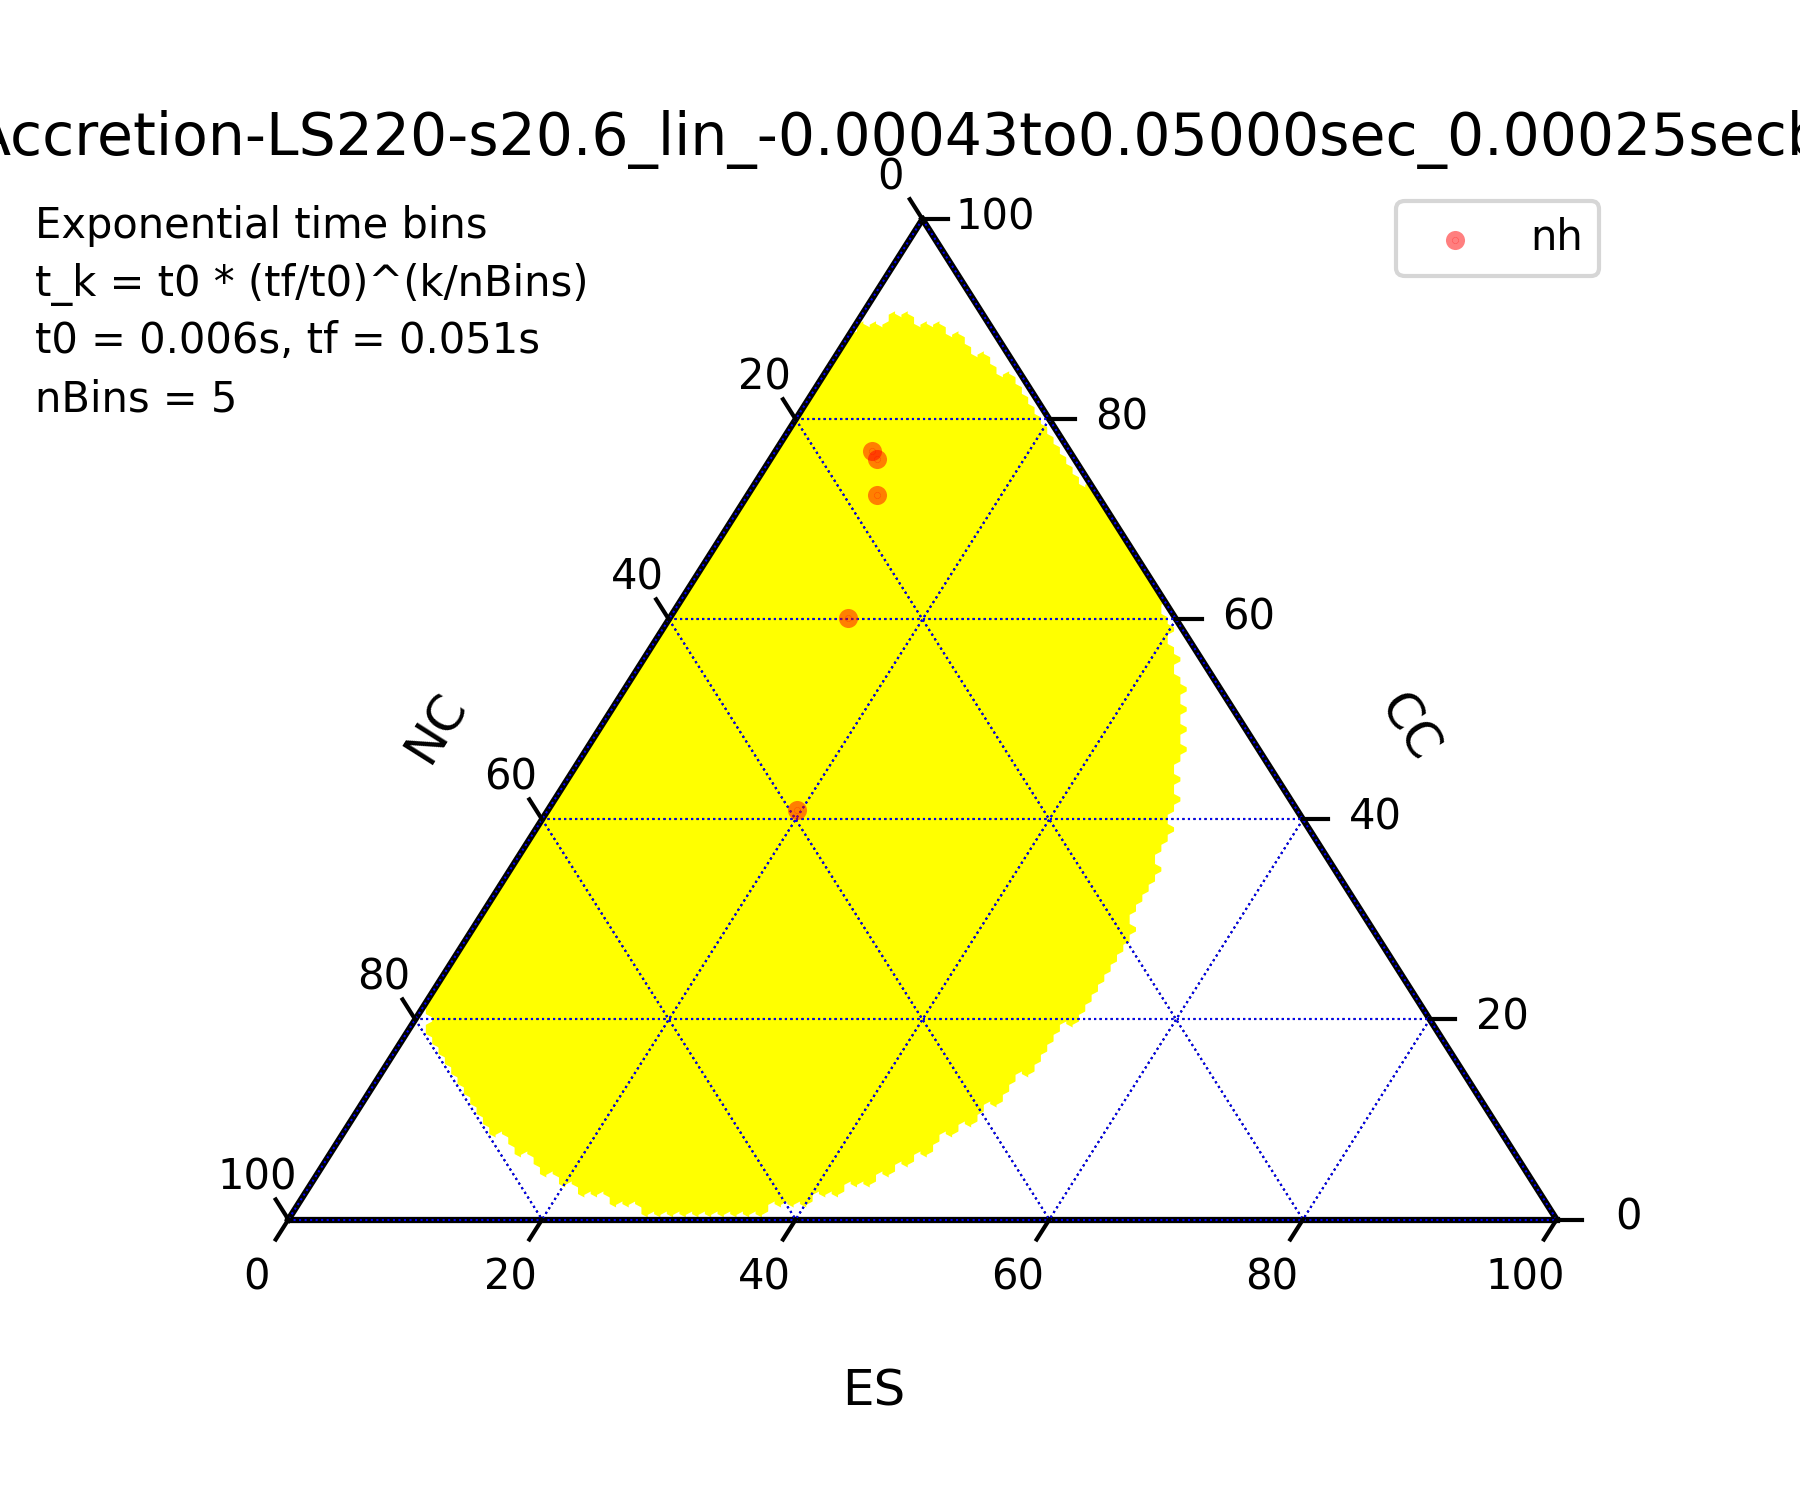 Accretion-LS220-s20.6_lin_-0.00043to0.05000sec_0.00025secb
Exponential time bins
t_k = t0 * (tf/t0)^(k/nBins)
t0 = 0.006s, tf = 0.051s
nBins = 5
nh
0
100
20
80
40
60
NC
CC
60
40
80
20
100
0
0
20
40
60
80
100
ES